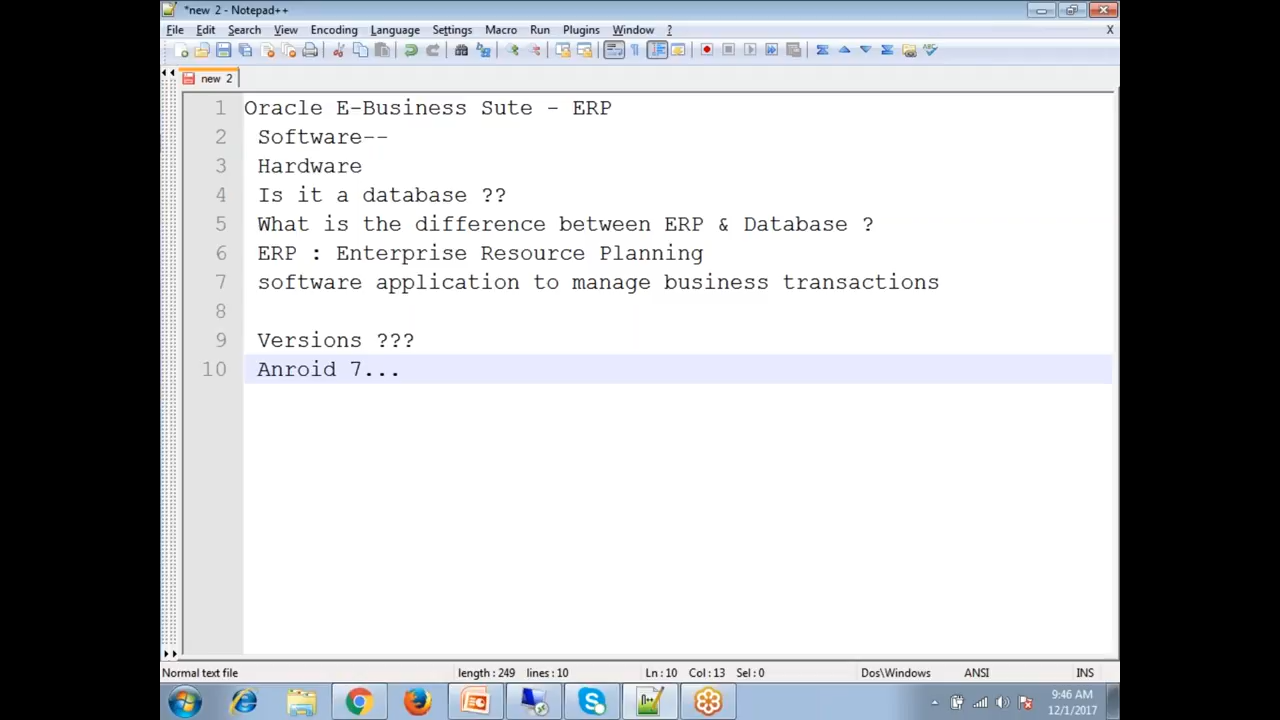 *new 2 - Notepad++
File Edit Search View Encoding Language Settings Macro Run Plugins Window ? X
new 2
1 Oracle E-Business Sute - ERP
2 Software--
3 Hardware
4 Is it a database ??
5 What is the difference between ERP & Database ?
6 ERP : Enterprise Resource Planning
7 software application to manage business transactions
8
9 Versions ???
10 Anroid 7...
Normal text file length : 249 lines : 10 Ln : 10 Col : 13 Sel : 0 Dos\Windows ANSI INS
9:46 AM
12/1/2017